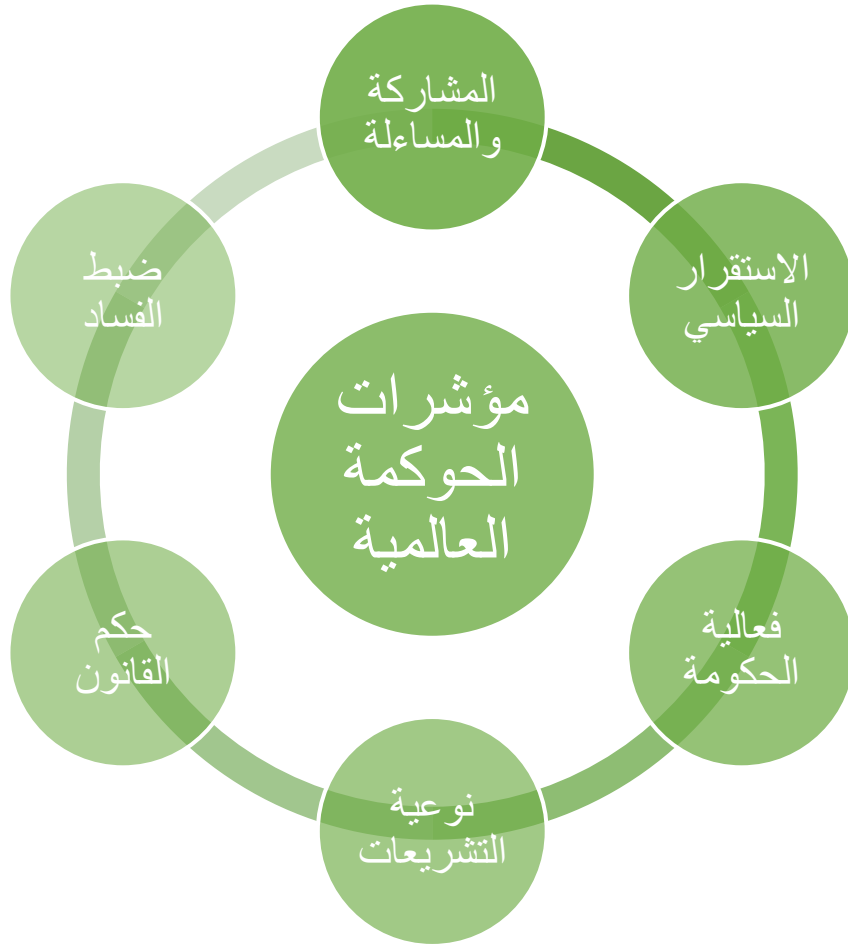 المشاركة
والمساءلة
الاستقرار
السياسي
فعالية
الحكومة
نوعية
التشريعات
حكم
القانون
ضبط
الفساد
مؤشرات
الحوكمة
العالمية